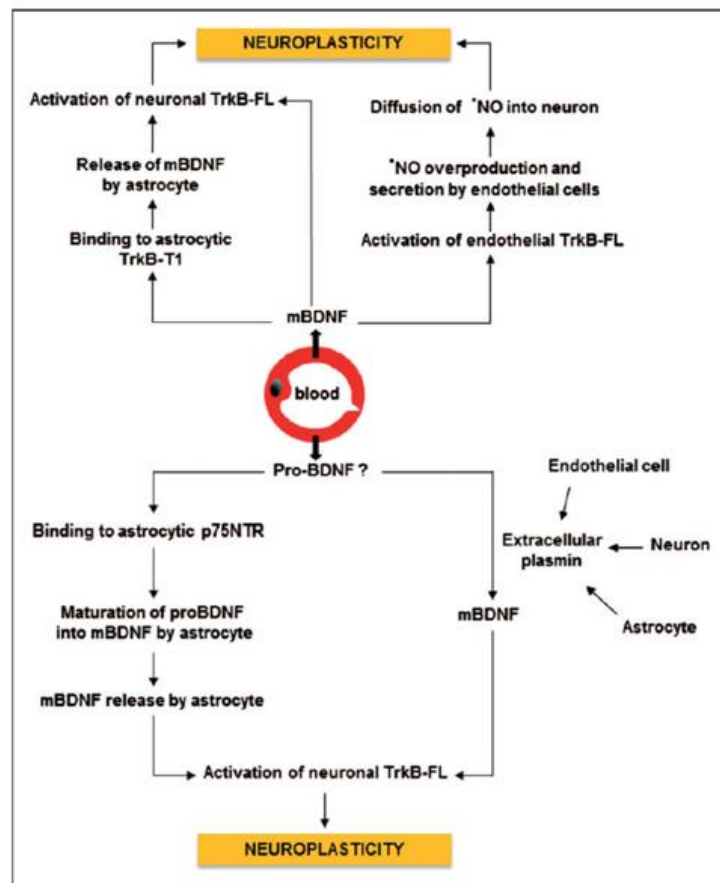 NEUROPLASTICITY
Activation of neuronal TrkB-FL
Diffusion of *NO into neuron
Release of mBDNF
by astrocyte
*NO overproduction and
secretion by endothelial cells
Binding to astrocytic
TrkB-T1
Activation of endothelial TrkB-FL
mBDNF
blood
Pro-BDNF ?
Binding to astrocytic p75NTR
Maturation of proBDNF
into mBDNF by astrocyte
mBDNF release by astrocyte
mBDNF
Endothelial cell
Extracellular
plasmin
Neuron
Astrocyte
Activation of neuronal TrkB-FL
NEUROPLASTICITY